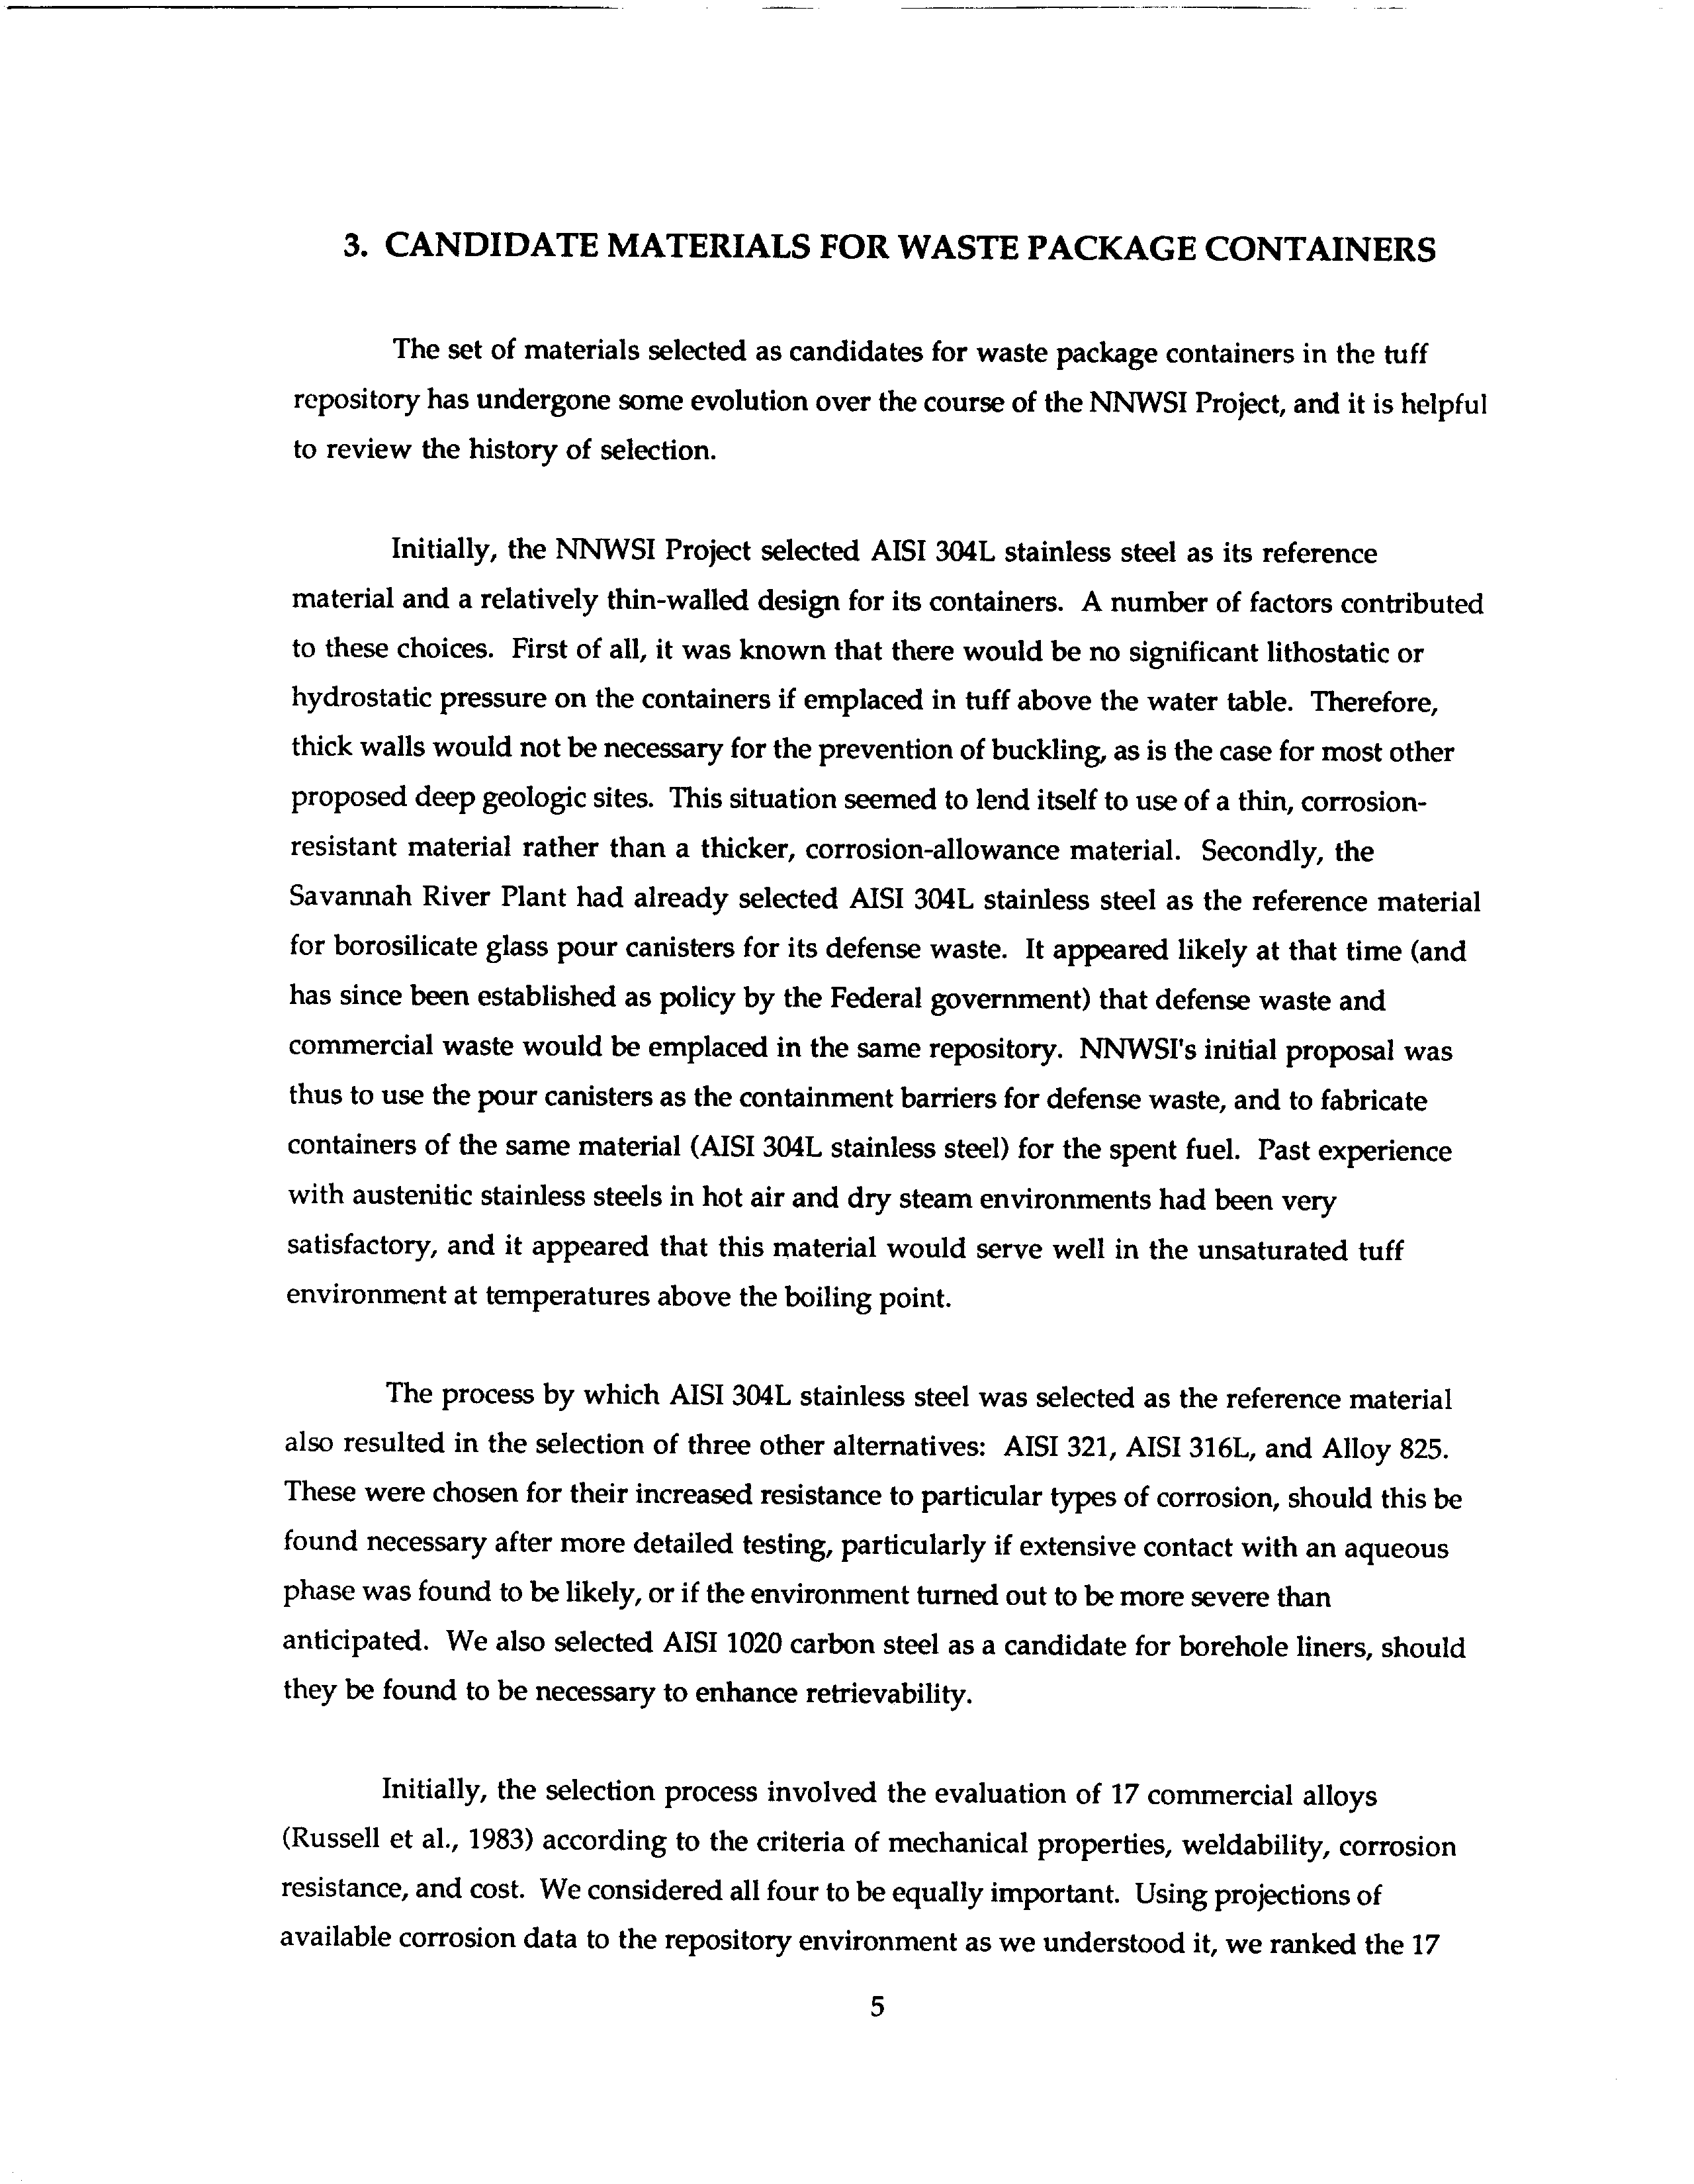 3. CANDIDATE MATERIALS FOR WASTE PACKAGE CONTAINERS
The set of materials selected as candidates for waste package containers in the tuff
repository has undergone some evolution over the course of the NNWSI Project, and it is helpful
to review the history of selection.
Initially, the NNWSI Project selected AISI 304L stainless steel as its reference
material and a relatively thin-walled design for its containers. A number of factors contributed
to these choices. First of all, it was known that there would be no significant lithostatic or
hydrostatic pressure on the containers if emplaced in tuff above the water table. Therefore,
thick walls would not be necessary for the prevention of buckling, as is the case for most other
proposed deep geologic sites. This situation seemed to lend itself to use of a thin, corrosion-
resistant material rather than a thicker, corrosion-allowance material. Secondly, the
Savannah River Plant had already selected AISI 304L stainless steel as the reference material
for borosilicate glass pour canisters for its defense waste. It appeared likely at that time (and
has since been established as policy by the Federal government) that defense waste and
commercial waste would be emplaced in the same repository. NNWSI's initial proposal was
thus to use the pour canisters as the containment barriers for defense waste, and to fabricate
containers of the same material (AISI 304L stainless steel) for the spent fuel. Past experience
with austenitic stainless steels in hot air and dry steam environments had been very
satisfactory, and it appeared that this material would serve well in the unsaturated tuff
environment at temperatures above the boiling point.
The process by which AISI 304L stainless steel was selected as the reference material
also resulted in the selection of three other alternatives: AISI 321, AISI 316L, and Alloy 825.
These were chosen for their increased resistance to particular types of corrosion, should this be
found necessary after more detailed testing, particularly if extensive contact with an aqueous
phase was found to be likely, or if the environment turned out to be more severe than
anticipated. We also selected AISI 1020 carbon steel as a candidate for borehole liners, should
they be found to be necessary to enhance retrievability.
Initially, the selection process involved the evaluation of 17 commercial alloys
(Russell et al., 1983) according to the criteria of mechanical properties, weldability, corrosion
resistance, and cost. We considered all four to be equally important. Using projections of
available corrosion data to the repository environment as we understood it, we ranked the 17
5